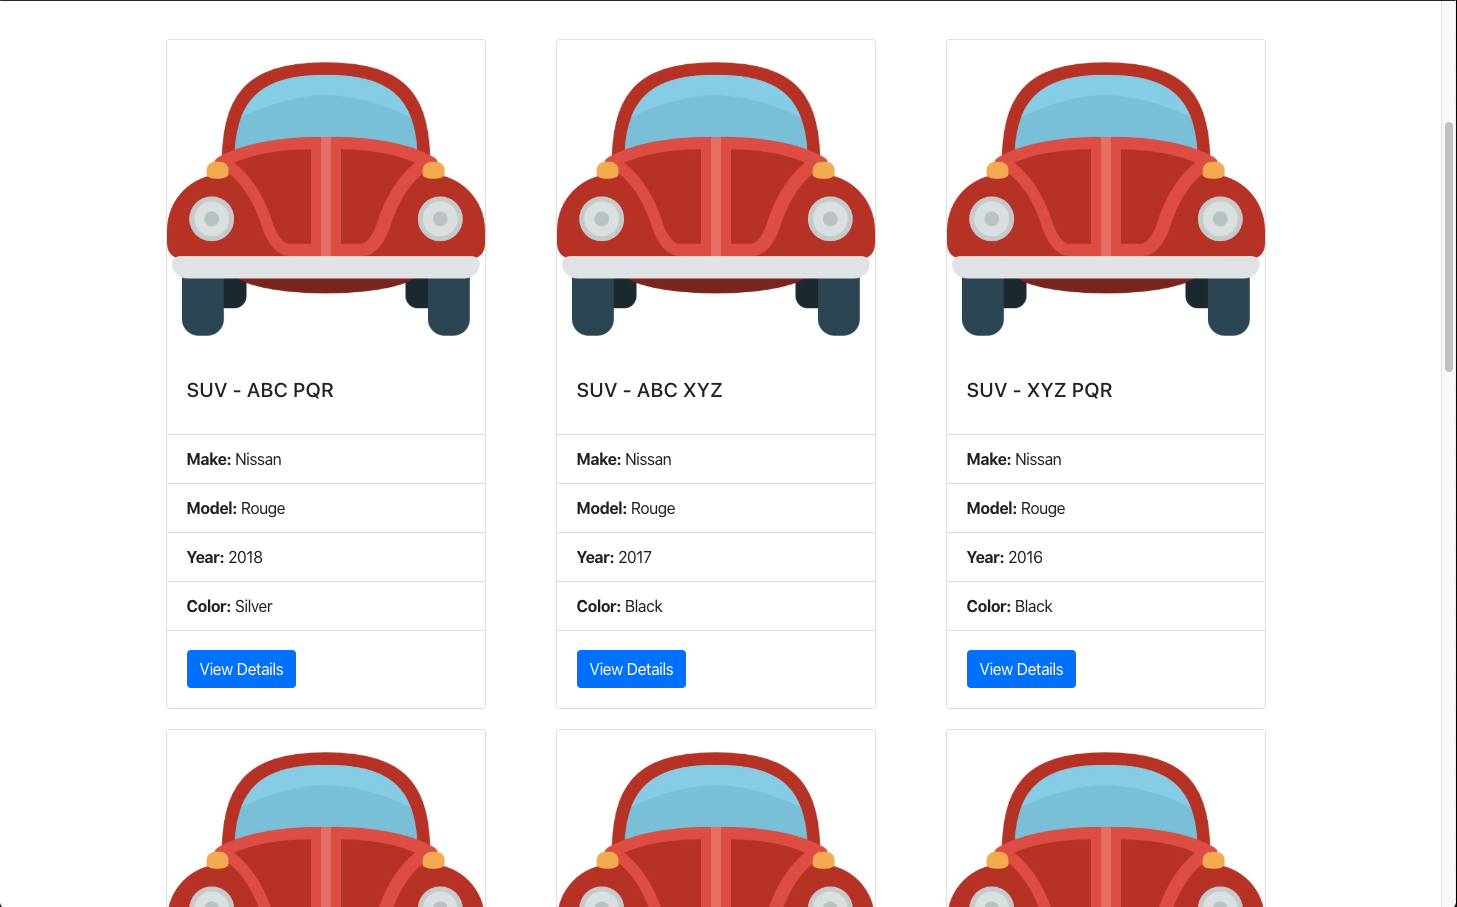 SUV - ABC PQR
Make: Nissan
Model: Rouge
Year: 2018
Color: Silver
View Details
SUV - ABC XYZ
Make: Nissan
Model: Rouge
Year: 2017
Color: Black
View Details
SUV - XYZ PQR
Make: Nissan
Model: Rouge
Year: 2016
Color: Black
View Details